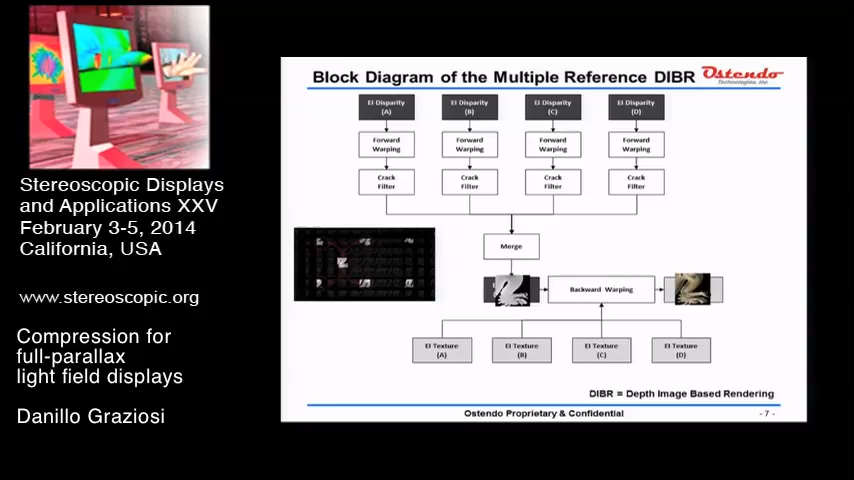 Stereoscopic Displays
and Applications XXV
February 3-5, 2014
California, USA
www.stereoscopic.org
Compression for
full-parallax
light field displays
Danillo Graziosi
Block Diagram of the Multiple Reference DIBR
Ostendo
Technologies, Inc.
EI Disparity
(A)
EI Disparity
(B)
EI Disparity
(C)
EI Disparity
(D)
Forward
Warping
Forward
Warping
Forward
Warping
Forward
Warping
Crack
Filter
Crack
Filter
Crack
Filter
Crack
Filter
Merge
Backward Warping
EI Texture
(A)
EI Texture
(B)
EI Texture
(C)
EI Texture
(D)
DIBR = Depth Image Based Rendering
Ostendo Proprietary & Confidential
- 7 -